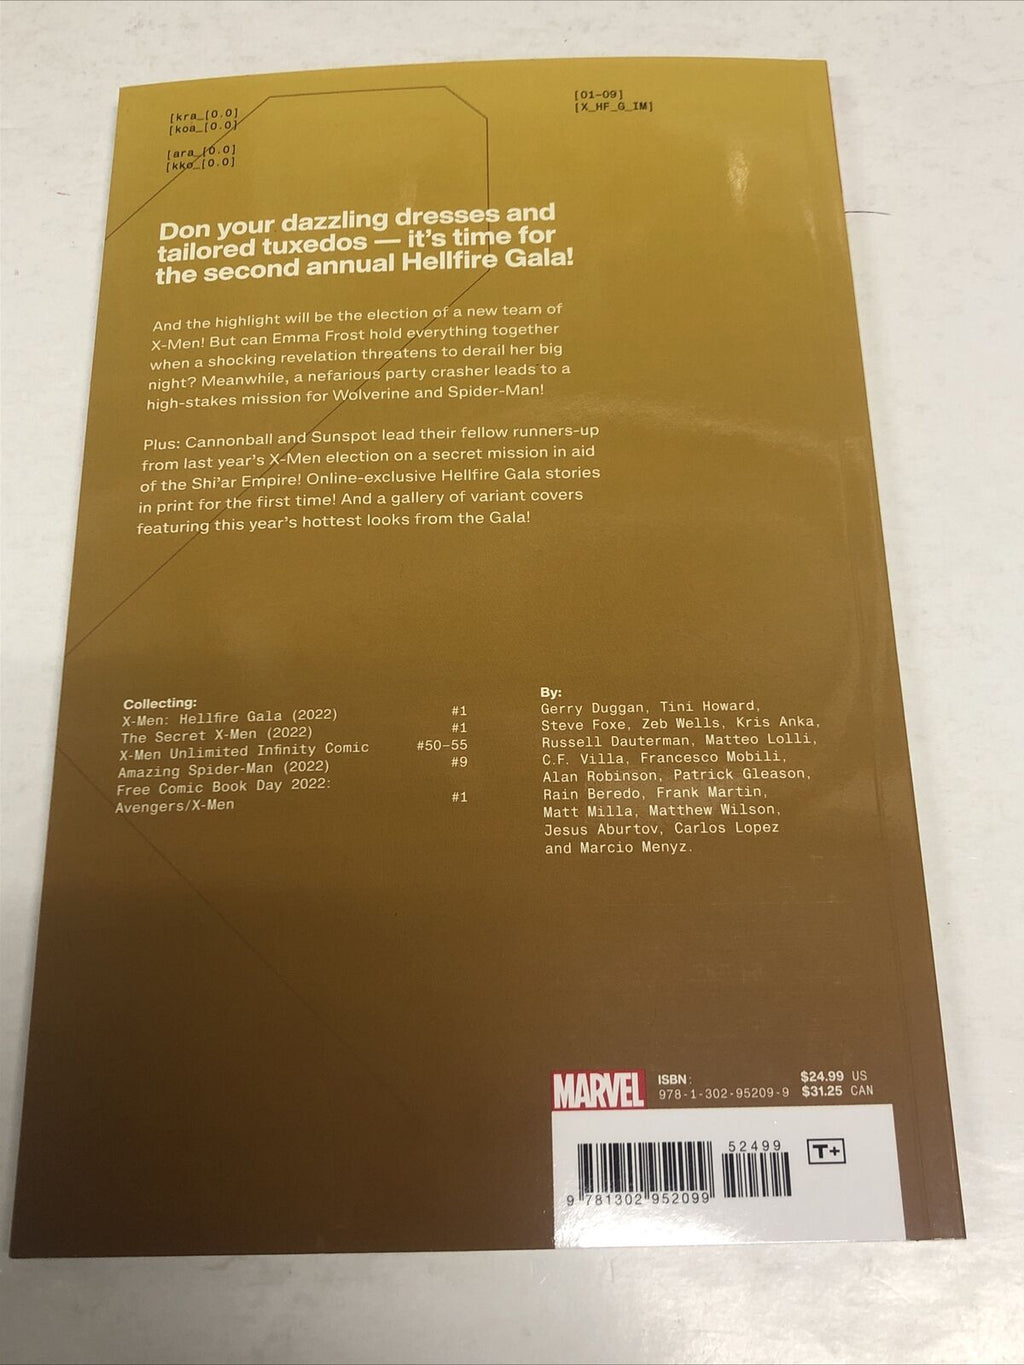 [kra_[0.0]
[koa_[0.0]
[ara_[0.0]
[kko_[0.0]
[01-09]
[X_HF_G_IM]
Don your dazzling dresses and
tailored tuxedos — it's time for
the second annual Hellfire Gala!
And the highlight will be the election of a new team of
X-Men! But can Emma Frost hold everything together
when a shocking revelation threatens to derail her big
night? Meanwhile, a nefarious party crasher leads to a
high-stakes mission for Wolverine and Spider-Man!
Plus: Cannonball and Sunspot lead their fellow runners-up
from last year's X-Men election on a secret mission in aid
of the Shi'ar Empire! Online-exclusive Hellfire Gala stories
in print for the first time! And a gallery of variant covers
featuring this year's hottest looks from the Gala!
Collecting:
X-Men: Hellfire Gala (2022) #1
The Secret X-Men (2022) #1
X-Men Unlimited Infinity Comic #50-55
Amazing Spider-Man (2022) #9
Free Comic Book Day 2022:
Avengers/X-Men #1
By:
Gerry Duggan, Tini Howard,
Steve Foxe, Zeb Wells, Kris Anka,
Russell Dauterman, Matteo Lolli,
C.F. Villa, Francesco Mobili,
Alan Robinson, Patrick Gleason,
Rain Beredo, Frank Martin,
Matt Milla, Matthew Wilson,
Jesus Aburtov, Carlos Lopez
and Marcio Menyz.
MARVEL
ISBN:
978-1-302-95209-9
$24.99 US
$31.25 CAN
52499
T+
9 781302 952099